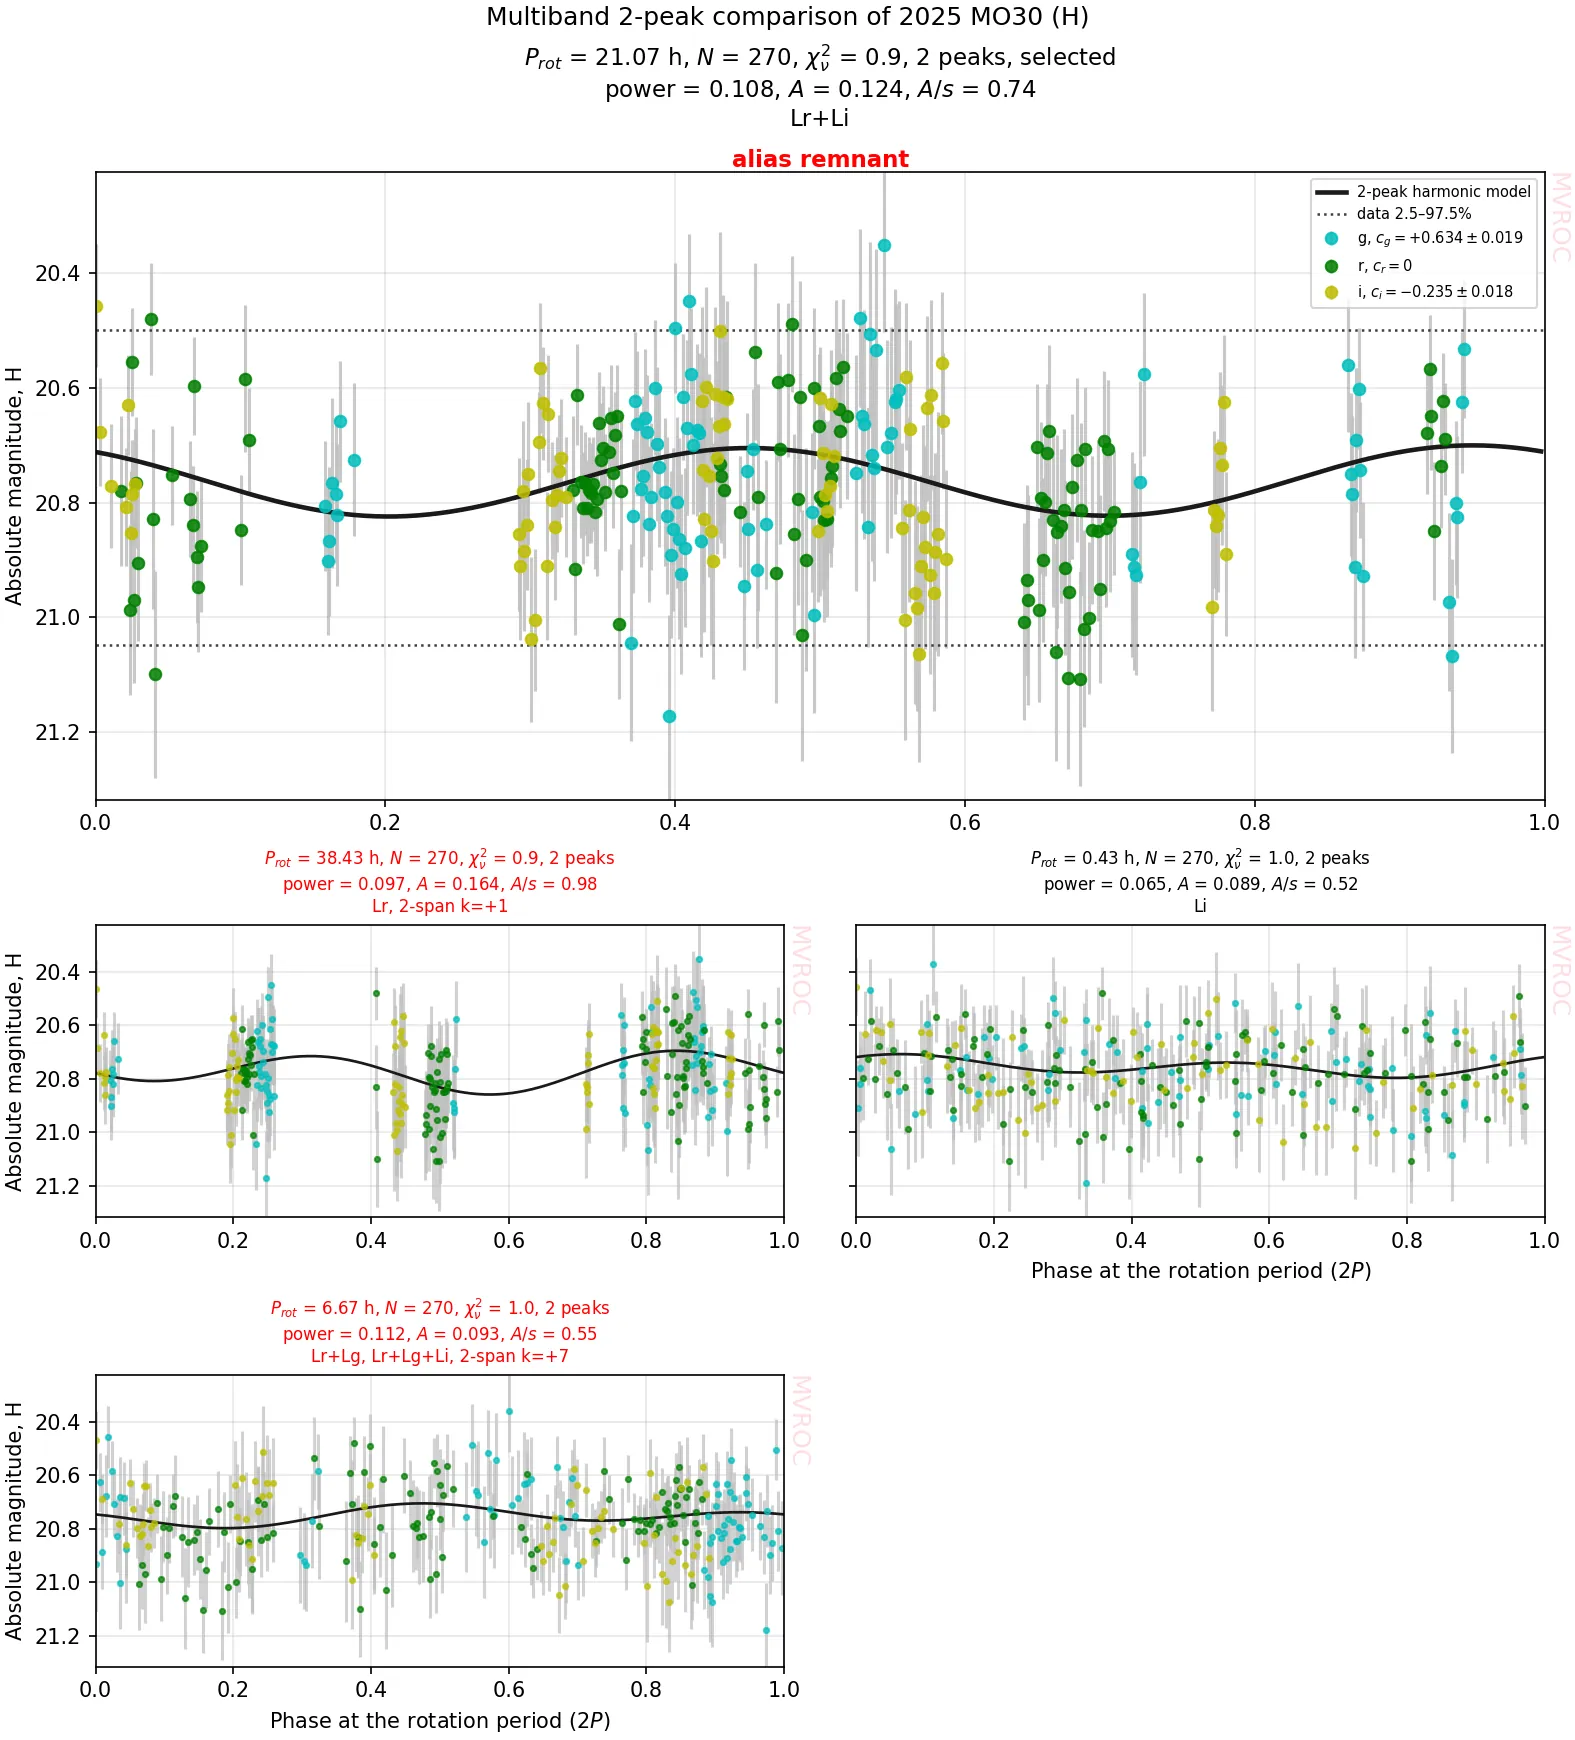 Multiband 2-peak comparison of 2025 MO30 (H)
P_rot = 21.07 h, N = 270, χ²_ν = 0.9, 2 peaks, selected
power = 0.108, A = 0.124, A/s = 0.74
Lr+Li
alias remnant
2-peak harmonic model
data 2.5–97.5%
g, c_g = +0.634 ± 0.019
r, c_r = 0
i, c_i = −0.235 ± 0.018
MVROC
Absolute magnitude, H
20.4
20.6
20.8
21.0
21.2
0.0 0.2 0.4 0.6 0.8 1.0
P_rot = 38.43 h, N = 270, χ²_ν = 0.9, 2 peaks
power = 0.097, A = 0.164, A/s = 0.98
Lr, 2-span k=+1
MVROC
Absolute magnitude, H
20.4
20.6
20.8
21.0
21.2
0.0 0.2 0.4 0.6 0.8 1.0
P_rot = 0.43 h, N = 270, χ²_ν = 1.0, 2 peaks
power = 0.065, A = 0.089, A/s = 0.52
Li
MVROC
0.0 0.2 0.4 0.6 0.8 1.0
Phase at the rotation period (2P)
P_rot = 6.67 h, N = 270, χ²_ν = 1.0, 2 peaks
power = 0.112, A = 0.093, A/s = 0.55
Lr+Lg, Lr+Lg+Li, 2-span k=+7
MVROC
Absolute magnitude, H
20.4
20.6
20.8
21.0
21.2
0.0 0.2 0.4 0.6 0.8 1.0
Phase at the rotation period (2P)